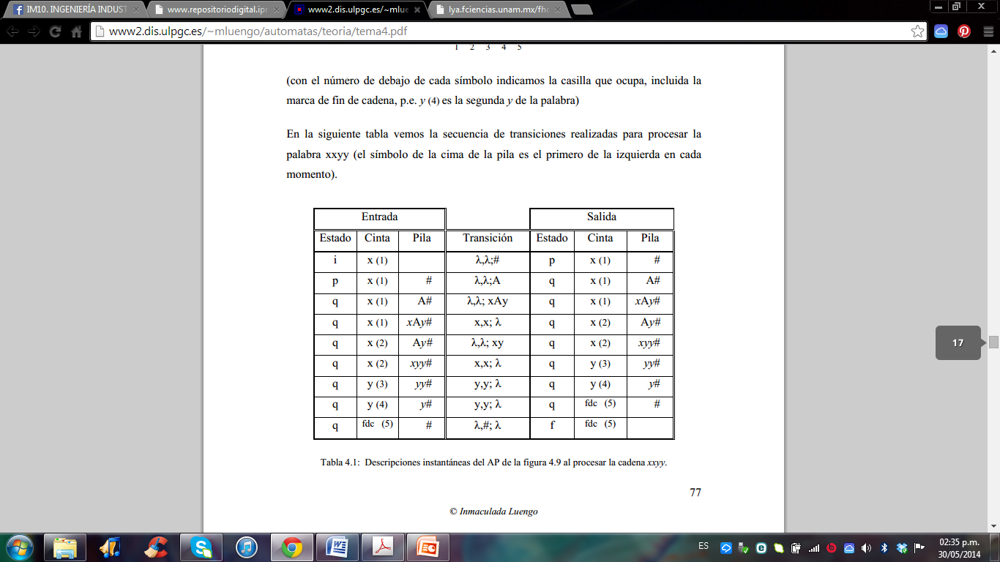 IM10. INGENIERÍA INDUST
www.repositoriodigital.ipr
www2.dis.ulpgc.es/~mlue
lya.fciencias.unam.mx/fhc
www2.dis.ulpgc.es/~mluengo/automatas/teoria/tema4.pdf
1 2 3 4 5
(con el número de debajo de cada símbolo indicamos la casilla que ocupa, incluida la
marca de fin de cadena, p.e. y (4) es la segunda y de la palabra)
En la siguiente tabla vemos la secuencia de transiciones realizadas para procesar la
palabra xxyy (el símbolo de la cima de la pila es el primero de la izquierda en cada
momento).
Entrada Salida
Estado Cinta Pila Transición Estado Cinta Pila
i x (1) λ,λ;# p x (1) #
p x (1) # λ,λ;A q x (1) A#
q x (1) A# λ,λ; xAy q x (1) xAy#
q x (1) xAy# x,x; λ q x (2) Ay#
q x (2) Ay# λ,λ; xy q x (2) xyy#
q x (2) xyy# x,x; λ q y (3) yy#
q y (3) yy# y,y; λ q y (4) y#
q y (4) y# y,y; λ q fdc (5) #
q fdc (5) # λ,#; λ f fdc (5)
Tabla 4.1: Descripciones instantáneas del AP de la figura 4.9 al procesar la cadena xxyy.
77
© Inmaculada Luengo
17
ES
02:35 p.m.
30/05/2014